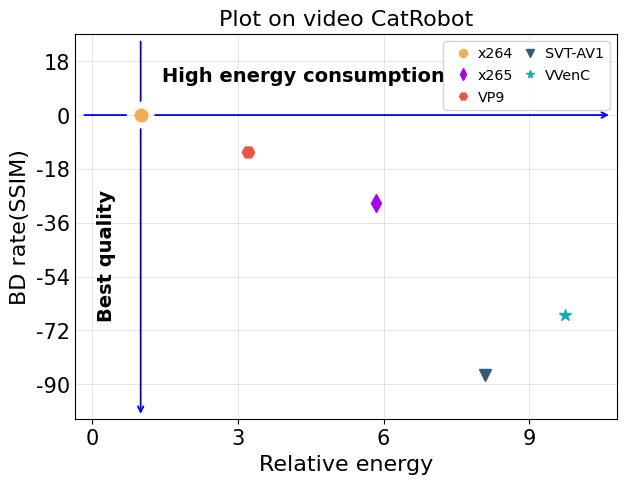 Plot on video CatRobot
x264
SVT-AV1
x265
VVenC
VP9
High energy consumption
Best quality
BD rate(SSIM)
18
0
-18
-36
-54
-72
-90
0 3 6 9
Relative energy